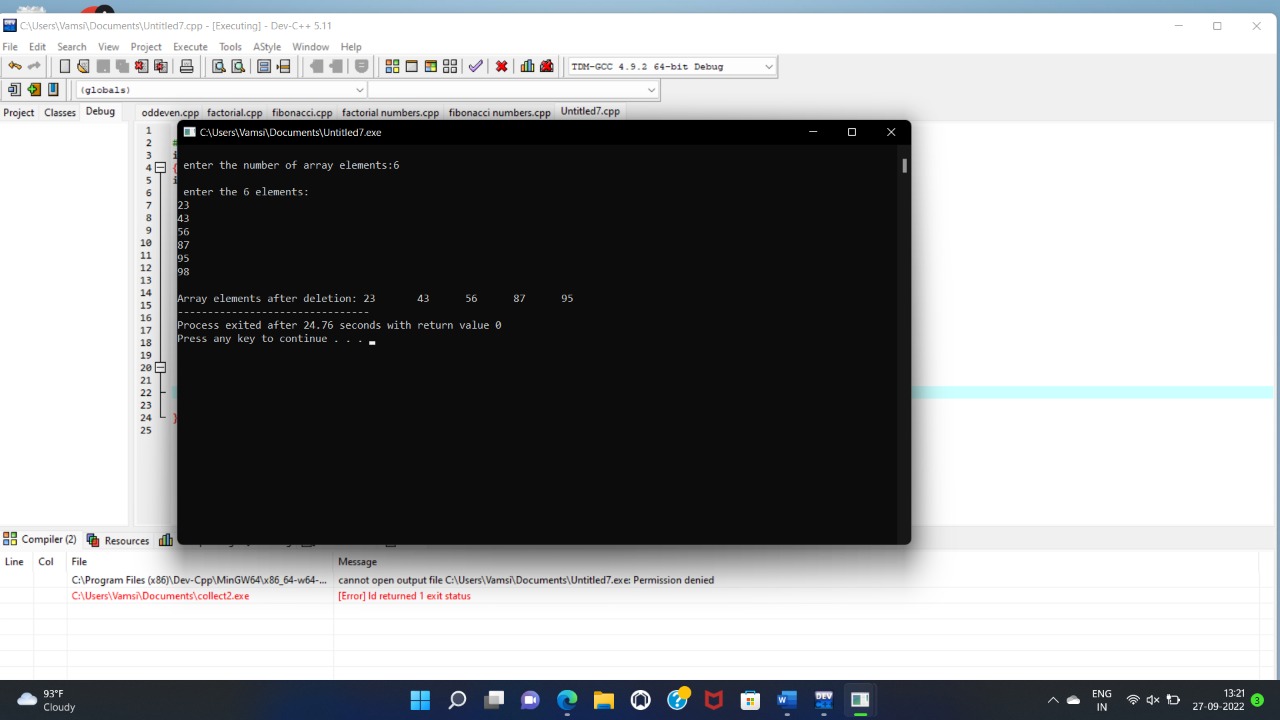 C:\Users\Vamsi\Documents\Untitled7.cpp - [Executing] - Dev-C++ 5.11
File Edit Search View Project Execute Tools AStyle Window Help
TDM-GCC 4.9.2 64-bit Debug
(globals)
Project Classes Debug
oddeven.cpp factorial.cpp fibonacci.cpp factorial numbers.cpp fibonacci numbers.cpp Untitled7.cpp
C:\Users\Vamsi\Documents\Untitled7.exe
enter the number of array elements:6
enter the 6 elements:
23
43
56
87
95
98
Array elements after deletion: 23 43 56 87 95
--------------------------------
Process exited after 24.76 seconds with return value 0
Press any key to continue . . .
1
2 #
3 i
4 {
5 i
6
7
8
9
10
11
12
13
14
15
16
17
18
19
20
21
22
23
24 }
25
Compiler (2) Resources
Line Col File Message
C:\Program Files (x86)\Dev-Cpp\MinGW64\x86_64-w64-... cannot open output file C:\Users\Vamsi\Documents\Untitled7.exe: Permission denied
C:\Users\Vamsi\Documents\collect2.exe [Error] ld returned 1 exit status
93°F
Cloudy
ENG
IN
13:21
27-09-2022
3